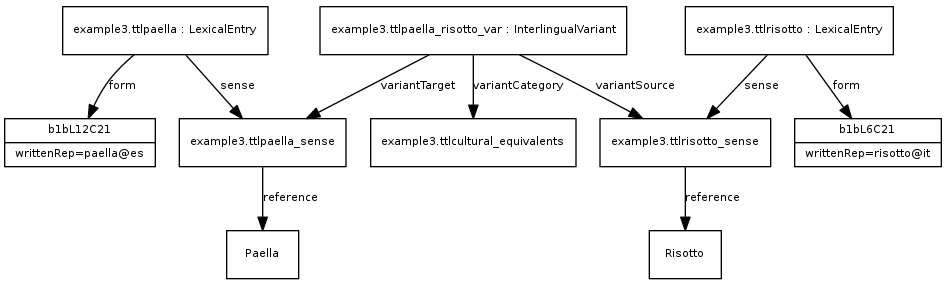 example3.ttlpaella : LexicalEntry
example3.ttlpaella_risotto_var : InterlingualVariant
example3.ttlrisotto : LexicalEntry
form
sense
variantTarget
variantCategory
variantSource
sense
form
b1bL12C21
writtenRep=paella@es
example3.ttlpaella_sense
example3.ttlcultural_equivalents
example3.ttlrisotto_sense
b1bL6C21
writtenRep=risotto@it
reference
reference
Paella
Risotto